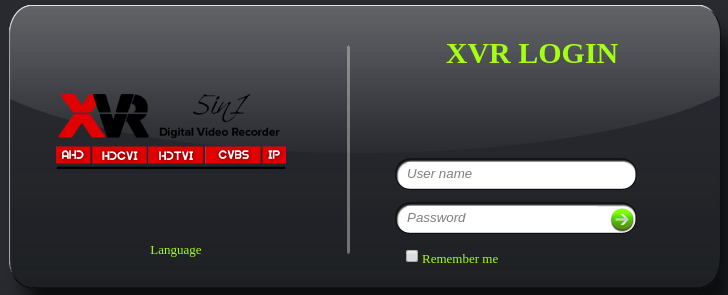 XVR LOGIN
XVR 5in1
Digital Video Recorder
AHD HDCVI HDTVI CVBS IP
User name
Password
Remember me
Language